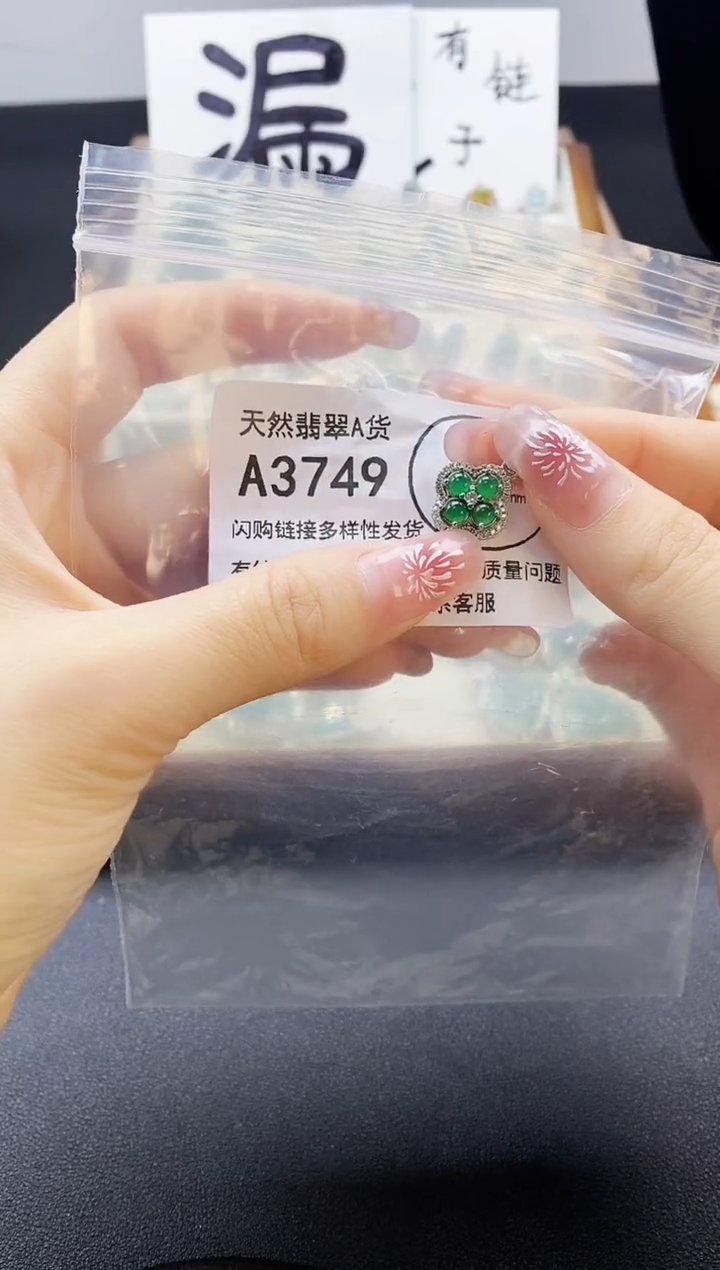 漏
有
链
子
天然翡翠A货
A3749
闪购链接多样性发货
质量问题
客服